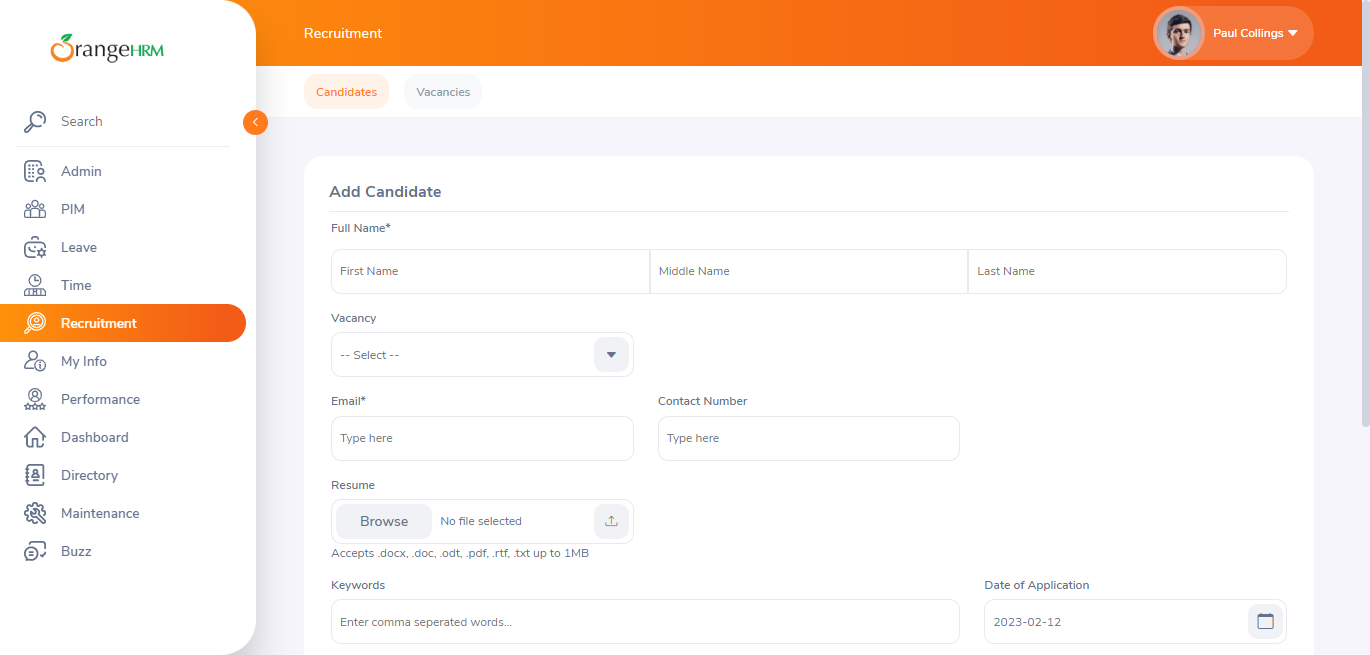 OrangeHRM
Search
Admin
PIM
Leave
Time
Recruitment
My Info
Performance
Dashboard
Directory
Maintenance
Buzz
Recruitment
Paul Collings
Candidates
Vacancies
Add Candidate
Full Name*
First Name
Middle Name
Last Name
Vacancy
-- Select --
Email*
Contact Number
Type here
Type here
Resume
Browse
No file selected
Accepts .docx, .doc, .odt, .pdf, .rtf, .txt up to 1MB
Keywords
Date of Application
Enter comma seperated words...
2023-02-12